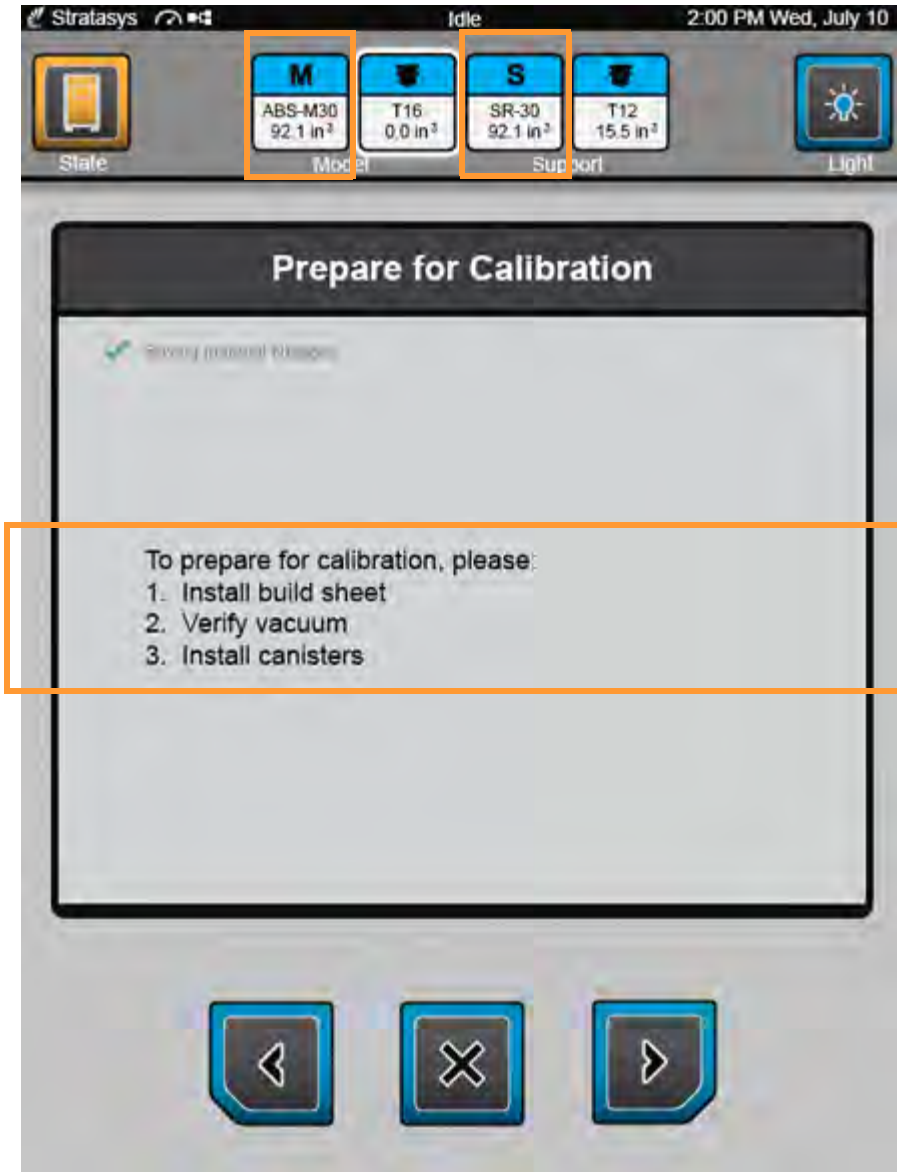 Stratasys Idle 2:00 PM Wed, July 10
M S
ABS-M30 T16 SR-30 T12
92.1 in³ 0.0 in³ 92.1 in³ 15.5 in³
State Model Support Light
Prepare for Calibration
To prepare for calibration, please:
1. Install build sheet
2. Verify vacuum
3. Install canisters